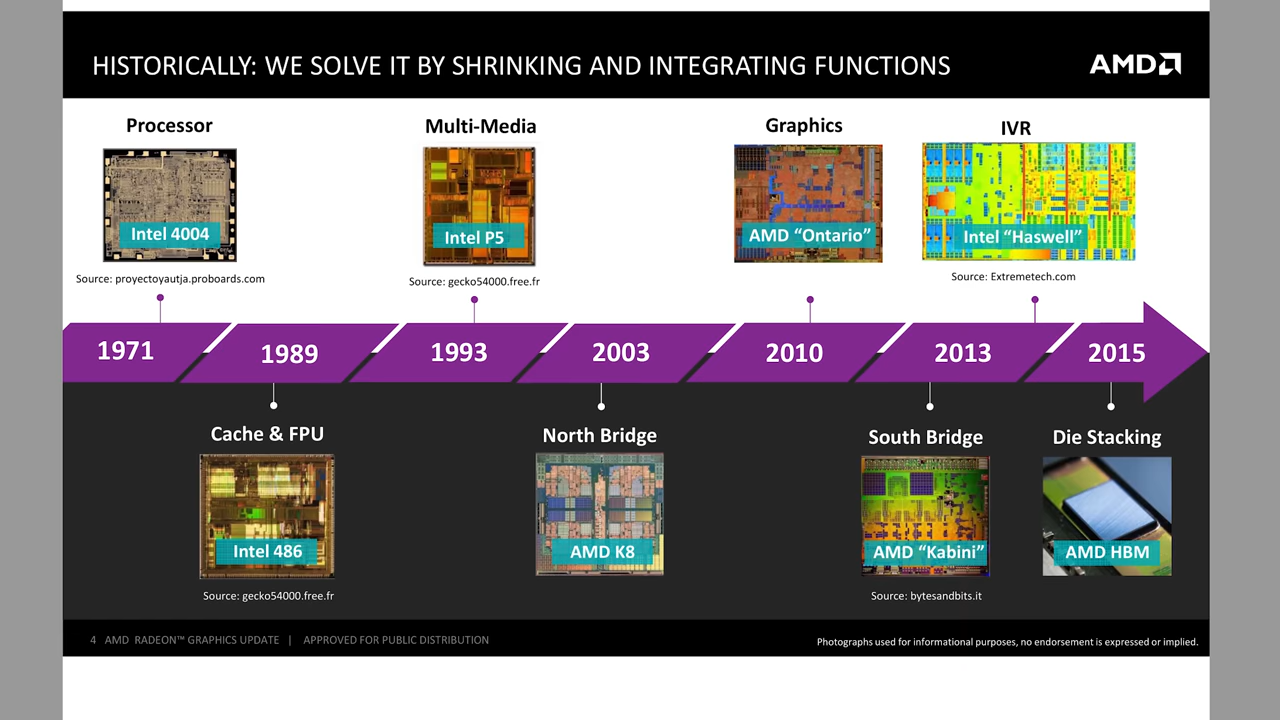 HISTORICALLY: WE SOLVE IT BY SHRINKING AND INTEGRATING FUNCTIONS
AMD
Processor
Multi-Media
Graphics
IVR
Intel 4004
Intel P5
AMD “Ontario”
Intel “Haswell”
Source: proyectoyautja.proboards.com
Source: gecko54000.free.fr
Source: Extremetech.com
1971
1989
1993
2003
2010
2013
2015
Cache & FPU
North Bridge
South Bridge
Die Stacking
Intel 486
AMD K8
AMD “Kabini”
AMD HBM
Source: gecko54000.free.fr
Source: bytesandbits.it
4 AMD RADEON™ GRAPHICS UPDATE | APPROVED FOR PUBLIC DISTRIBUTION
Photographs used for informational purposes, no endorsement is expressed or implied.